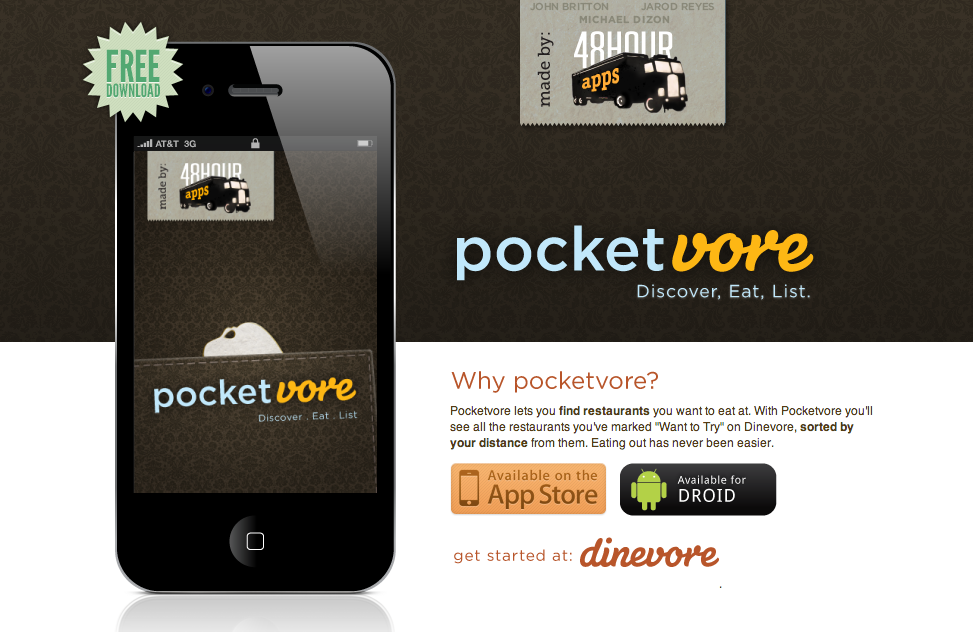 JOHN BRITTON JAROD REYES
MICHAEL DIZON
made by:
48HOUR
apps
FREE
DOWNLOAD
AT&T 3G
made by:
48HOUR
apps
pocketvore
Discover . Eat . List
pocketvore
Discover, Eat, List.
Why pocketvore?
Pocketvore lets you find restaurants you want to eat at. With Pocketvore you'll
see all the restaurants you've marked "Want to Try" on Dinevore, sorted by
your distance from them. Eating out has never been easier.
Available on the
App Store
Available for
DROID
get started at: dinevore
.